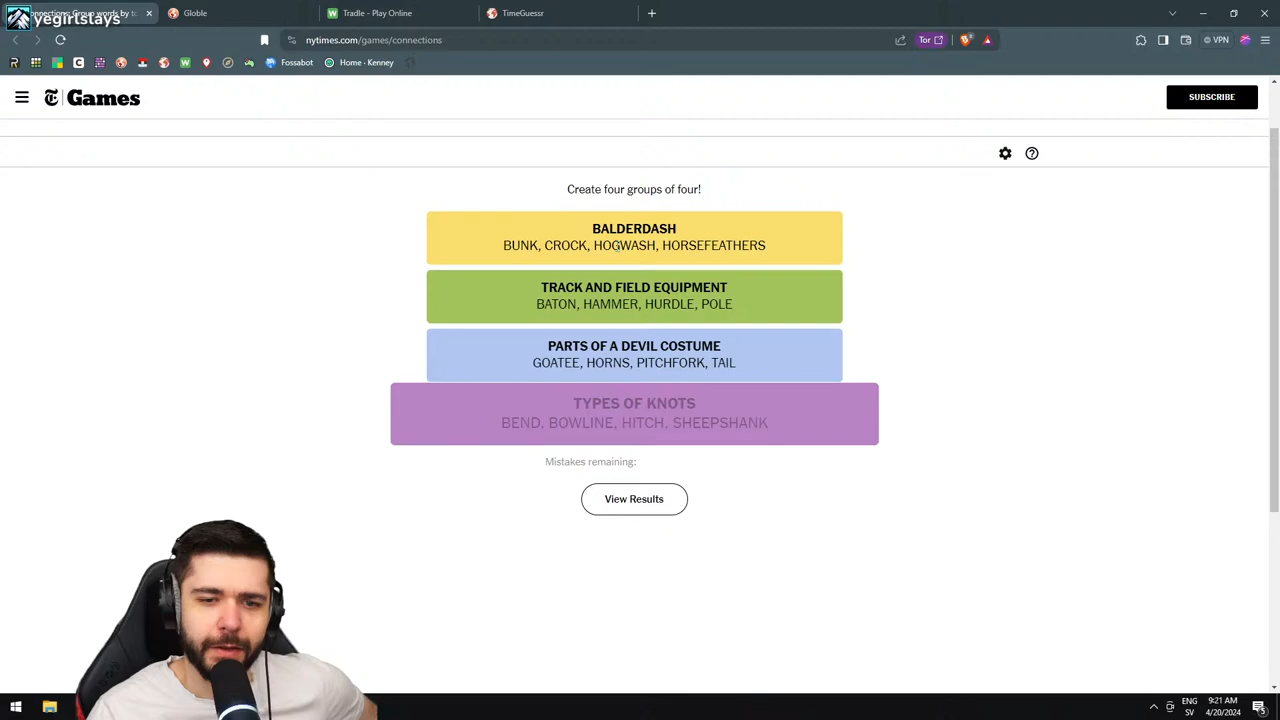 yegirlstays
Globle
Tradle - Play Online
TimeGuessr
nytimes.com/games/connections
Tor
VPN
Fossabot
Home · Kenney
Games
SUBSCRIBE
Create four groups of four!
BALDERDASH
BUNK, CROCK, HOGWASH, HORSEFEATHERS
TRACK AND FIELD EQUIPMENT
BATON, HAMMER, HURDLE, POLE
PARTS OF A DEVIL COSTUME
GOATEE, HORNS, PITCHFORK, TAIL
TYPES OF KNOTS
BEND, BOWLINE, HITCH, SHEEPSHANK
Mistakes remaining:
View Results
ENG
9:21 AM
SV
4/20/2024